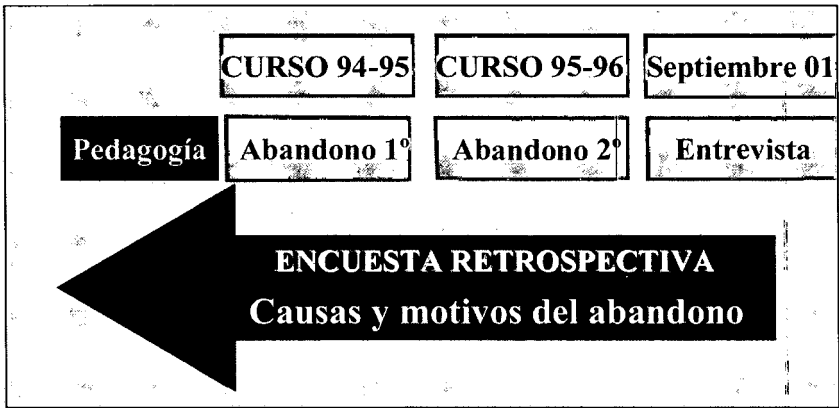 CURSO 94-95 CURSO 95-96 Septiembre 01
Pedagogía Abandono 1º Abandono 2º Entrevista
ENCUESTA RETROSPECTIVA
Causas y motivos del abandono